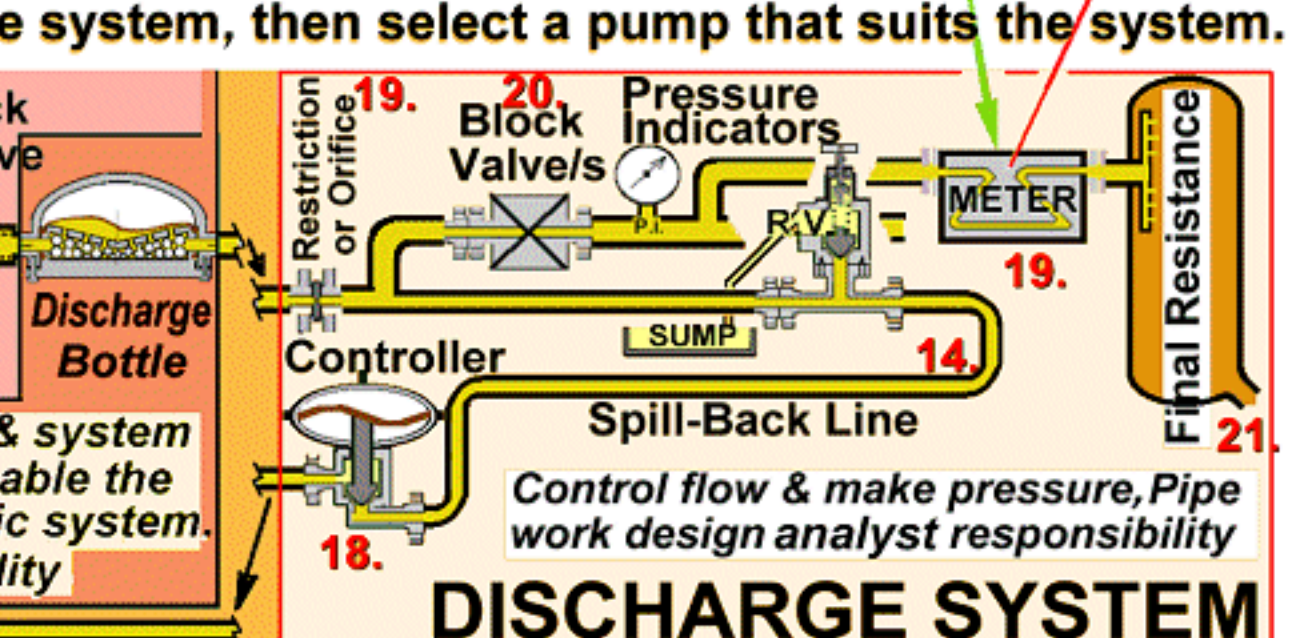 e system, then select a pump that suits the system.
ck
ve
Discharge
Bottle
& system
able the
ic system.
lity
Restriction
or Orifice
19.
20.
Block
Valve/s
Pressure
Indicators
P.I.
R V
METER
19.
SUMP
14.
Controller
Spill-Back Line
Final Resistance
21.
18.
Control flow & make pressure, Pipe
work design analyst responsibility
DISCHARGE SYSTEM